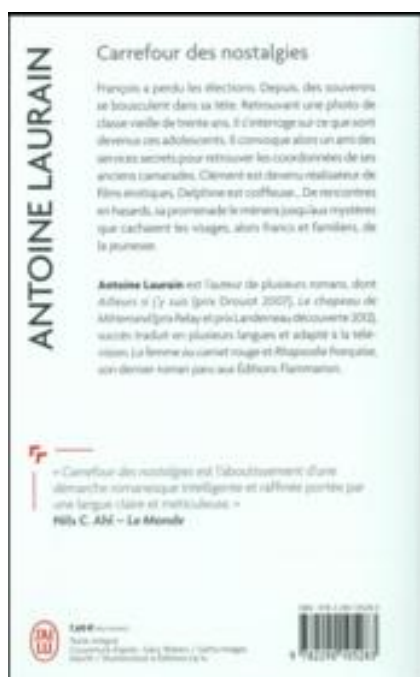 ANTOINE LAURAIN
Carrefour des nostalgies
François a perdu les élections. Depuis, des souvenirs
se bousculent dans sa tête. Retrouvant une photo de
classe vieille de trente ans, il s'interroge sur ce que sont
devenus ces adolescents. Il convoque alors un ami des
services secrets pour retrouver les coordonnées de ses
anciens camarades. Clément est devenu réalisateur de
films érotiques, Delphine est coiffeuse... De rencontres
en hasards, sa promenade le mènera jusqu'aux mystères
que cachaient les visages, alors francs et familiers, de
la jeunesse.
Antoine Laurain est l'auteur de plusieurs romans, dont
Ailleurs si j'y suis (prix Drouot 2007), Le chapeau de
Mitterrand (prix Relay et prix Landerneau découverte 2012),
succès traduit en plusieurs langues et adapté à la télé-
vision, La femme au carnet rouge et Rhapsodie française,
son dernier roman paru aux Éditions Flammarion.
« Carrefour des nostalgies est l'aboutissement d'une
démarche romanesque intelligente et raffinée portée par
une langue claire et méticuleuse. »
Nils C. Ahl – Le Monde
J'AI LU
Texte intégral